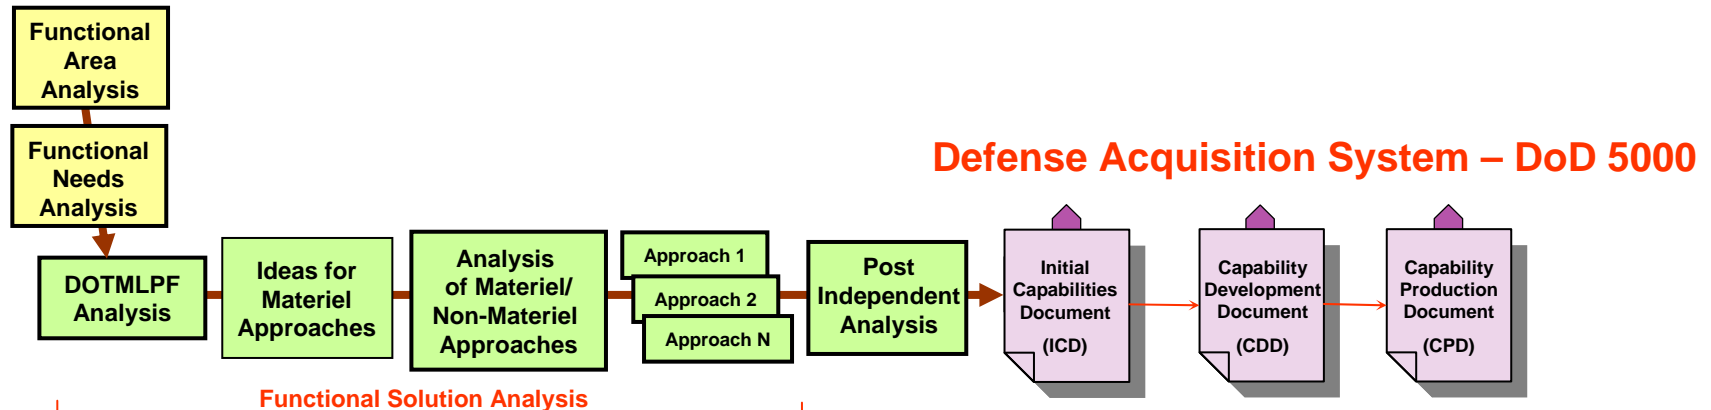 Functional
Area
Analysis
Functional
Needs
Analysis
Defense Acquisition System – DoD 5000
DOTMLPF
Analysis
Ideas for
Materiel
Approaches
Analysis
of Materiel/
Non-Materiel
Approaches
Approach 1
Approach 2
Approach N
Post
Independent
Analysis
Initial
Capabilities
Document
(ICD)
Capability
Development
Document
(CDD)
Capability
Production
Document
(CPD)
Functional Solution Analysis